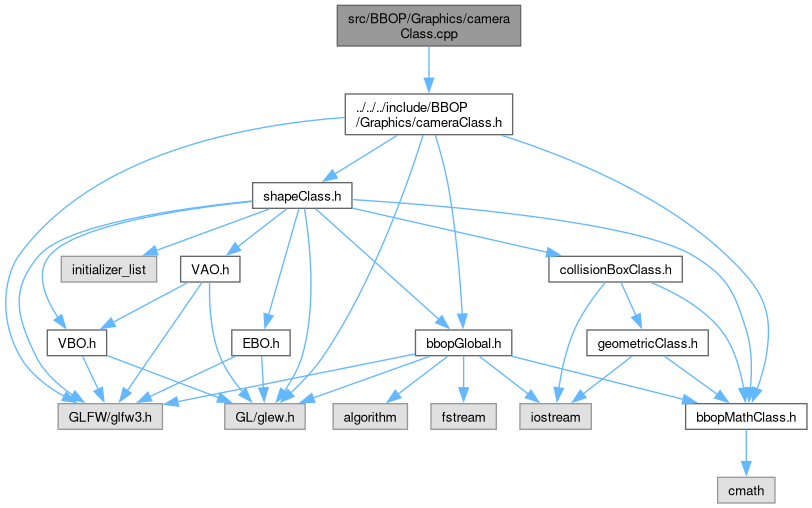 src/BBOP/Graphics/camera
Class.cpp
../../../include/BBOP
/Graphics/cameraClass.h
shapeClass.h
initializer_list
VAO.h
collisionBoxClass.h
VBO.h
EBO.h
bbopGlobal.h
geometricClass.h
GLFW/glfw3.h
GL/glew.h
algorithm
fstream
iostream
bbopMathClass.h
cmath